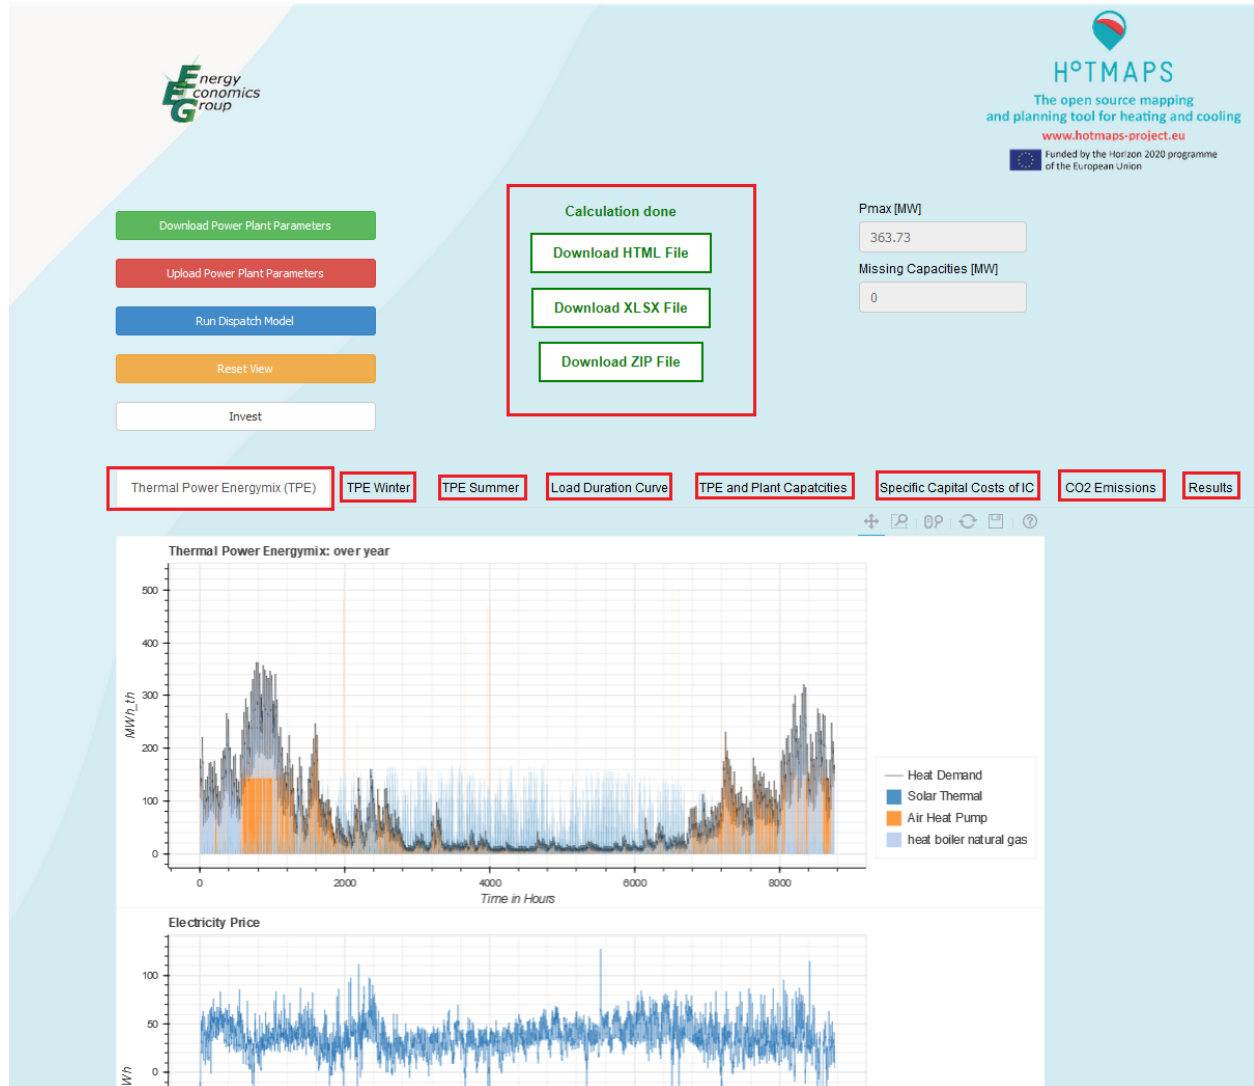 Energy
Economics
Group
HOTMAPS
The open source mapping
and planning tool for heating and cooling
www.hotmaps-project.eu
Funded by the Horizon 2020 programme
of the European Union
Download Power Plant Parameters
Upload Power Plant Parameters
Run Dispatch Model
Reset View
Invest
Calculation done
Download HTML File
Download XLSX File
Download ZIP File
Pmax [MW]
363.73
Missing Capacities [MW]
0
Thermal Power Energymix (TPE)
TPE Winter
TPE Summer
Load Duration Curve
TPE and Plant Capatcities
Specific Capital Costs of IC
CO2 Emissions
Results
Thermal Power Energymix: over year
500
400
300
200
100
0
MWh_th
0
2000
4000
6000
8000
Time in Hours
Heat Demand
Solar Thermal
Air Heat Pump
heat boiler natural gas
Electricity Price
100
50
0